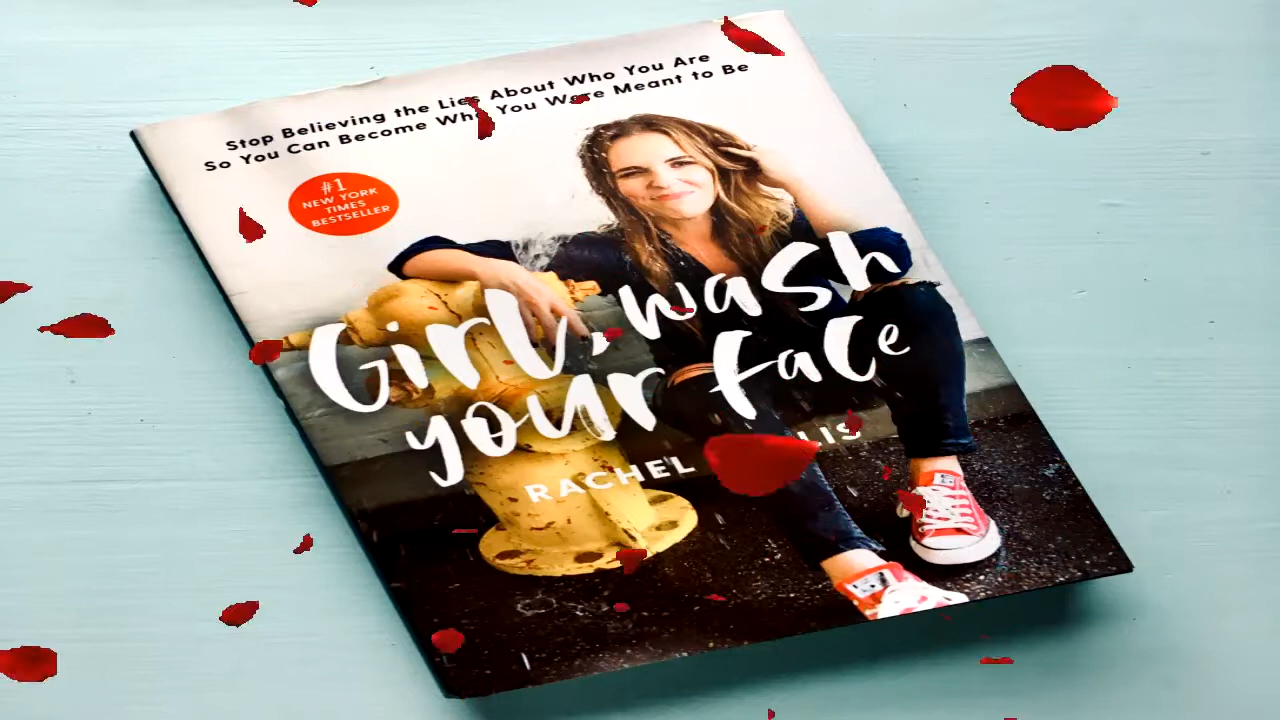 Stop Believing the Lies About Who You Are
So You Can Become Who You Were Meant to Be
#1
NEW YORK
TIMES
BESTSELLER
Girl, wash
your face
RACHEL